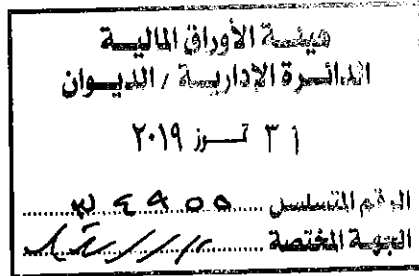 هيئة الأوراق المالية
الدائرة الإدارية / الديوان
٣١ تموز ٢٠١٩
الرقم المتسلسل
الجهة المختصة